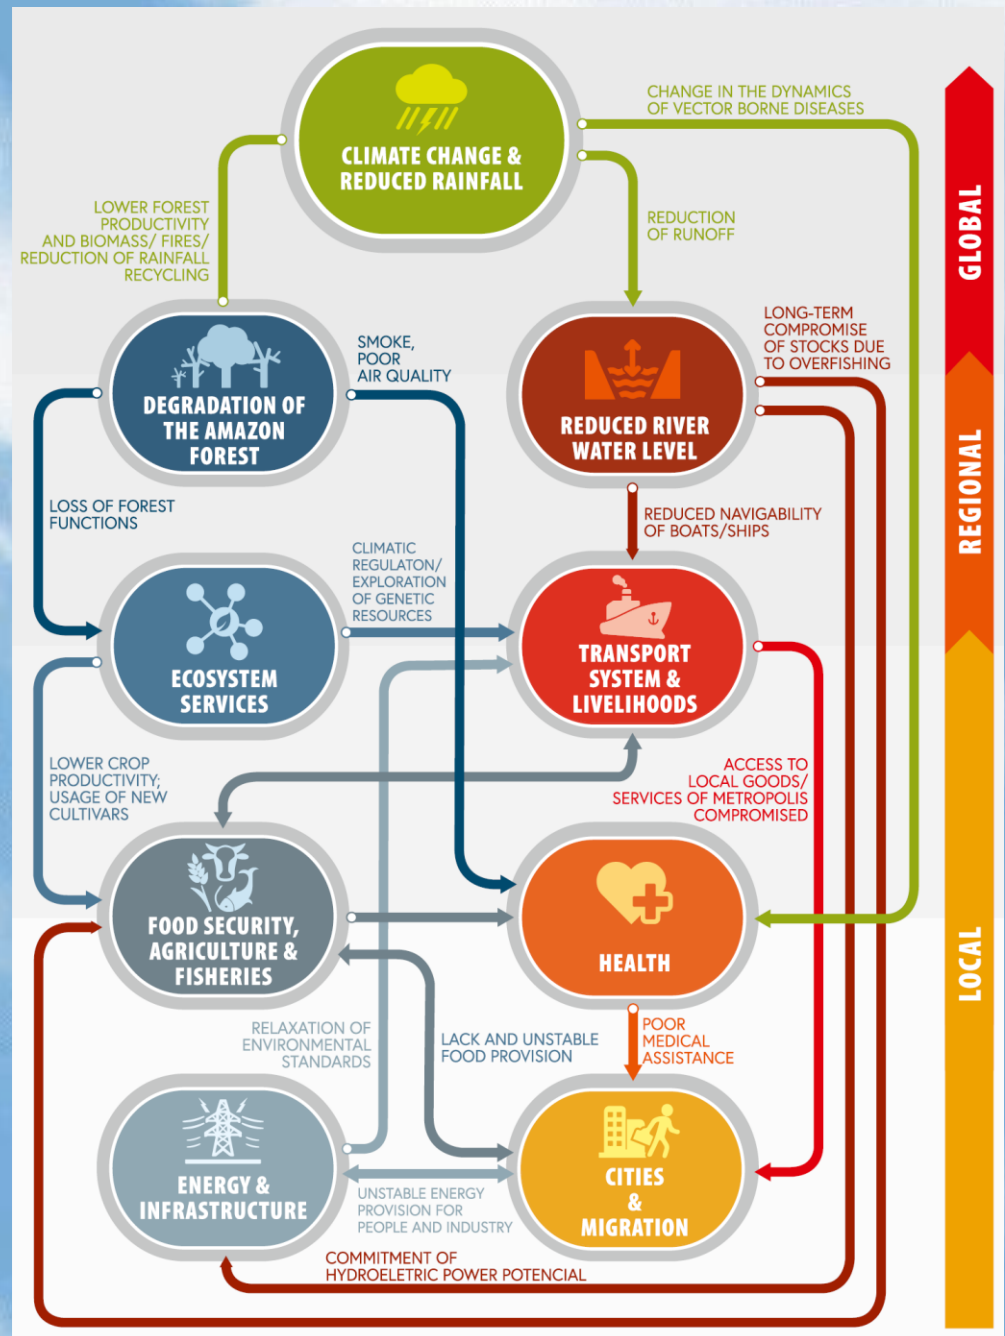 CHANGE IN THE DYNAMICS
OF VECTOR BORNE DISEASES
CLIMATE CHANGE &
REDUCED RAINFALL
LOWER FOREST
PRODUCTIVITY
AND BIOMASS/ FIRES/
REDUCTION OF RAINFALL
RECYCLING
REDUCTION
OF RUNOFF
GLOBAL
SMOKE,
POOR
AIR QUALITY
LONG-TERM
COMPROMISE
OF STOCKS DUE
TO OVERFISHING
DEGRADATION OF
THE AMAZON
FOREST
REDUCED RIVER
WATER LEVEL
REGIONAL
LOSS OF FOREST
FUNCTIONS
REDUCED NAVIGABILITY
OF BOATS/SHIPS
CLIMATIC
REGULATON/
EXPLORATION
OF GENETIC
RESOURCES
ECOSYSTEM
SERVICES
TRANSPORT
SYSTEM &
LIVELIHOODS
LOWER CROP
PRODUCTIVITY;
USAGE OF NEW
CULTIVARS
ACCESS TO
LOCAL GOODS/
SERVICES OF METROPOLIS
COMPROMISED
FOOD SECURITY,
AGRICULTURE &
FISHERIES
HEALTH
LOCAL
RELAXATION OF
ENVIRONMENTAL
STANDARDS
LACK AND UNSTABLE
FOOD PROVISION
POOR
MEDICAL
ASSISTANCE
ENERGY &
INFRASTRUCTURE
UNSTABLE ENERGY
PROVISION FOR
PEOPLE AND INDUSTRY
CITIES
&
MIGRATION
COMMITMENT OF
HYDROELETRIC POWER POTENCIAL